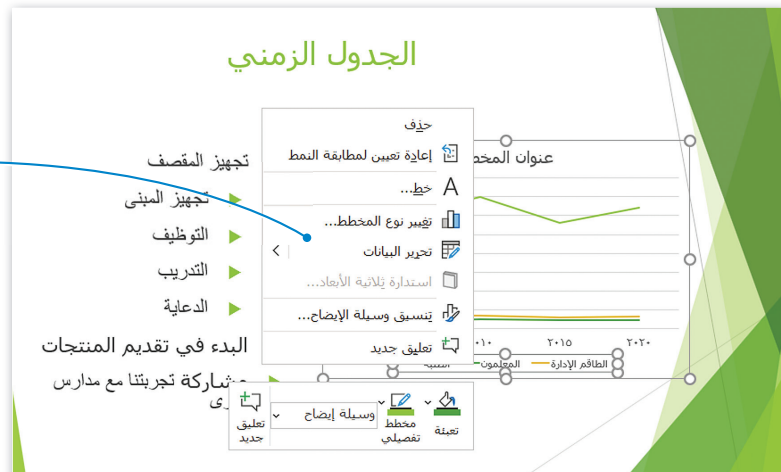 الجدول الزمني
تجهيز المقصف
تجهيز المبنى
التوظيف
التدريب
الدعاية
البدء في تقديم المنتجات
مشاركة تجربتنا مع مدارس
حذف
إعادة تعيين لمطابقة النمط
خط...
تغيير نوع المخطط...
تحرير البيانات
استدارة ثلاثية الأبعاد...
تنسيق وسيلة الإيضاح...
تعليق جديد
عنوان المخط
٢٠١٥ ٢٠٢٠
المعلمون الطاقم الإدارة
تعبئة
مخطط تفصيلي
وسيلة إيضاح
تعليق جديد